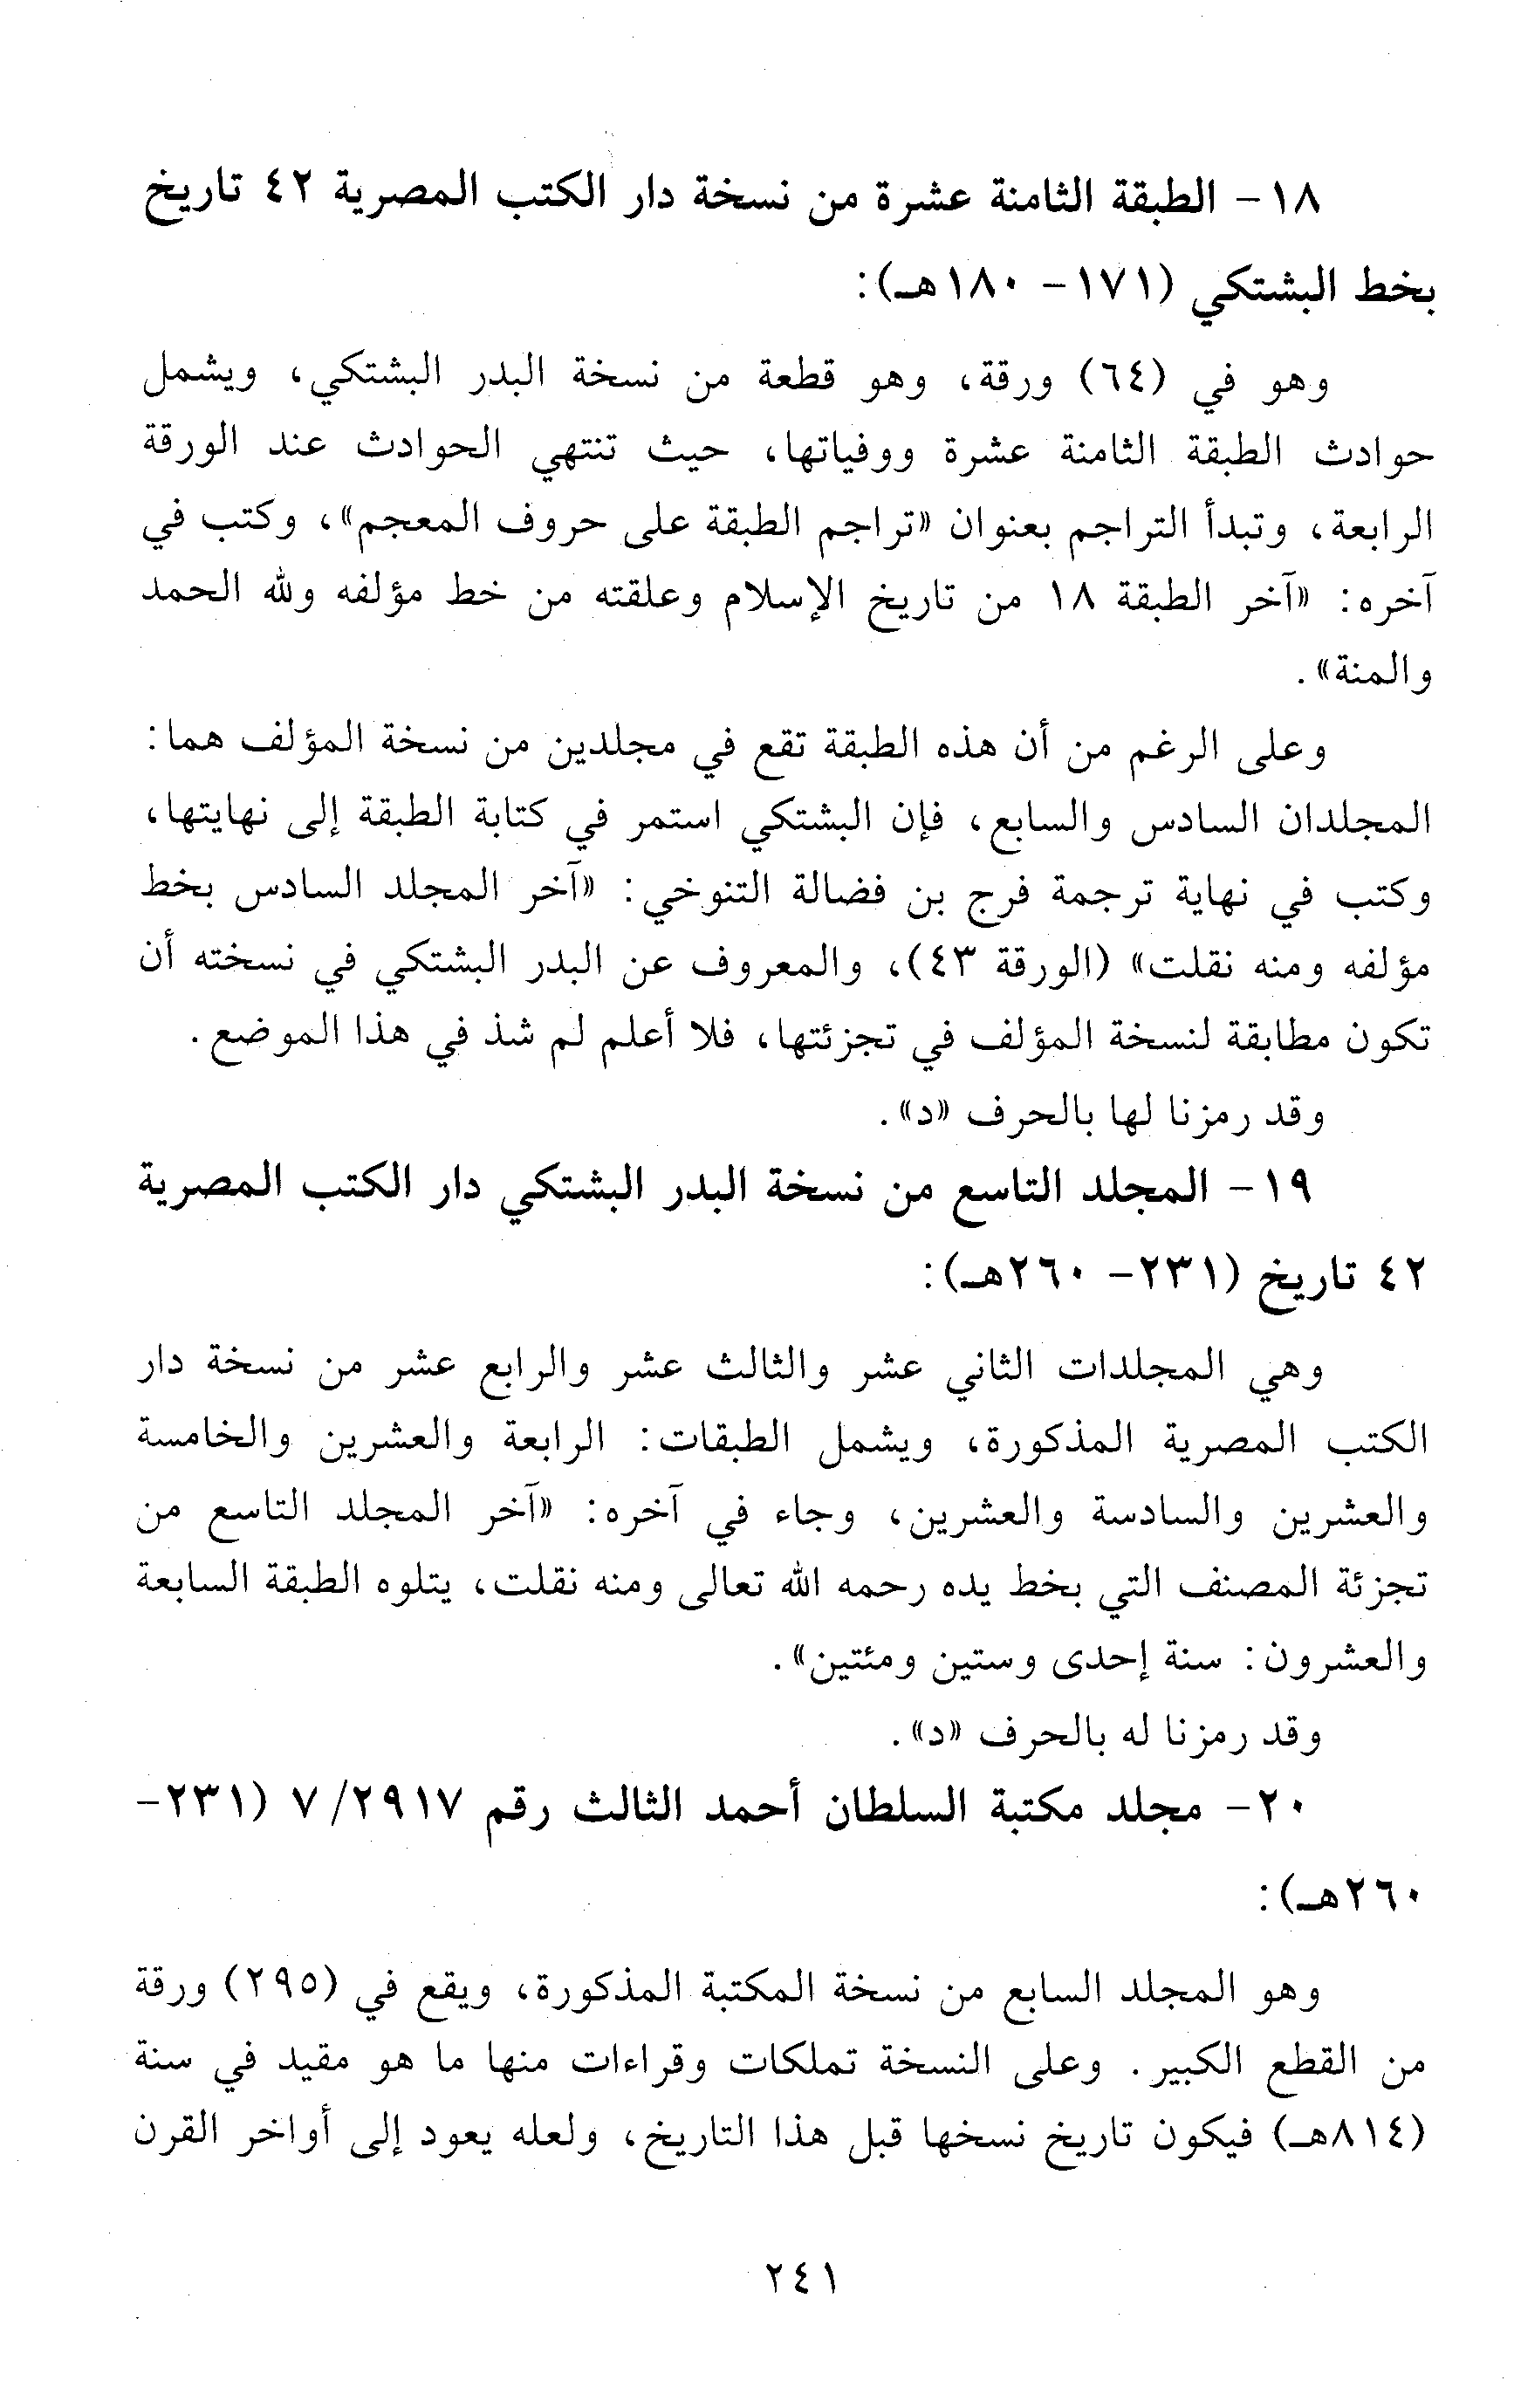 ١٨ - الطبقة الثامنة عشرة من نسخة دار الكتب المصرية ٤٢ تاريخ
بخط البشتكي (١٧١ - ١٨٠هـ):
وهو في (٦٤) ورقة، وهو قطعة من نسخة البدر البشتكي، ويشمل
حوادث الطبقة الثامنة عشرة ووفياتها، حيث تنتهي الحوادث عند الورقة
الرابعة، وتبدأ التراجم بعنوان «تراجم الطبقة على حروف المعجم»، وكتب في
آخره: «آخر الطبقة ١٨ من تاريخ الإسلام وعلقته من خط مؤلفه ولله الحمد
والمنة».
وعلى الرغم من أن هذه الطبقة تقع في مجلدين من نسخة المؤلف هما:
المجلدان السادس والسابع، فإن البشتكي استمر في كتابة الطبقة إلى نهايتها،
وكتب في نهاية ترجمة فرج بن فضالة التنوخي: «آخر المجلد السادس بخط
مؤلفه ومنه نقلت» (الورقة ٤٣)، والمعروف عن البدر البشتكي في نسخته أن
تكون مطابقة لنسخة المؤلف في تجزئتها، فلا أعلم لم شذ في هذا الموضع.
وقد رمزنا لها بالحرف «د».
١٩ - المجلد التاسع من نسخة البدر البشتكي دار الكتب المصرية
٤٢ تاريخ (٢٣١ - ٢٦٠هـ):
وهي المجلدات الثاني عشر والثالث عشر والرابع عشر من نسخة دار
الكتب المصرية المذكورة، ويشمل الطبقات: الرابعة والعشرين والخامسة
والعشرين والسادسة والعشرين، وجاء في آخره: «آخر المجلد التاسع من
تجزئة المصنف التي بخط يده رحمه الله تعالى ومنه نقلت، يتلوه الطبقة السابعة
والعشرون: سنة إحدى وستين ومئتين».
وقد رمزنا له بالحرف «د».
٢٠ - مجلد مكتبة السلطان أحمد الثالث رقم ٢٩١٧/ ٧ (٢٣١ -
٢٦٠هـ):
وهو المجلد السابع من نسخة المكتبة المذكورة، ويقع في (٢٩٥) ورقة
من القطع الكبير. وعلى النسخة تملكات وقراءات منها ما هو مقيد في سنة
(٨١٤هـ) فيكون تاريخ نسخها قبل هذا التاريخ، ولعله يعود إلى أواخر القرن
٢٤١